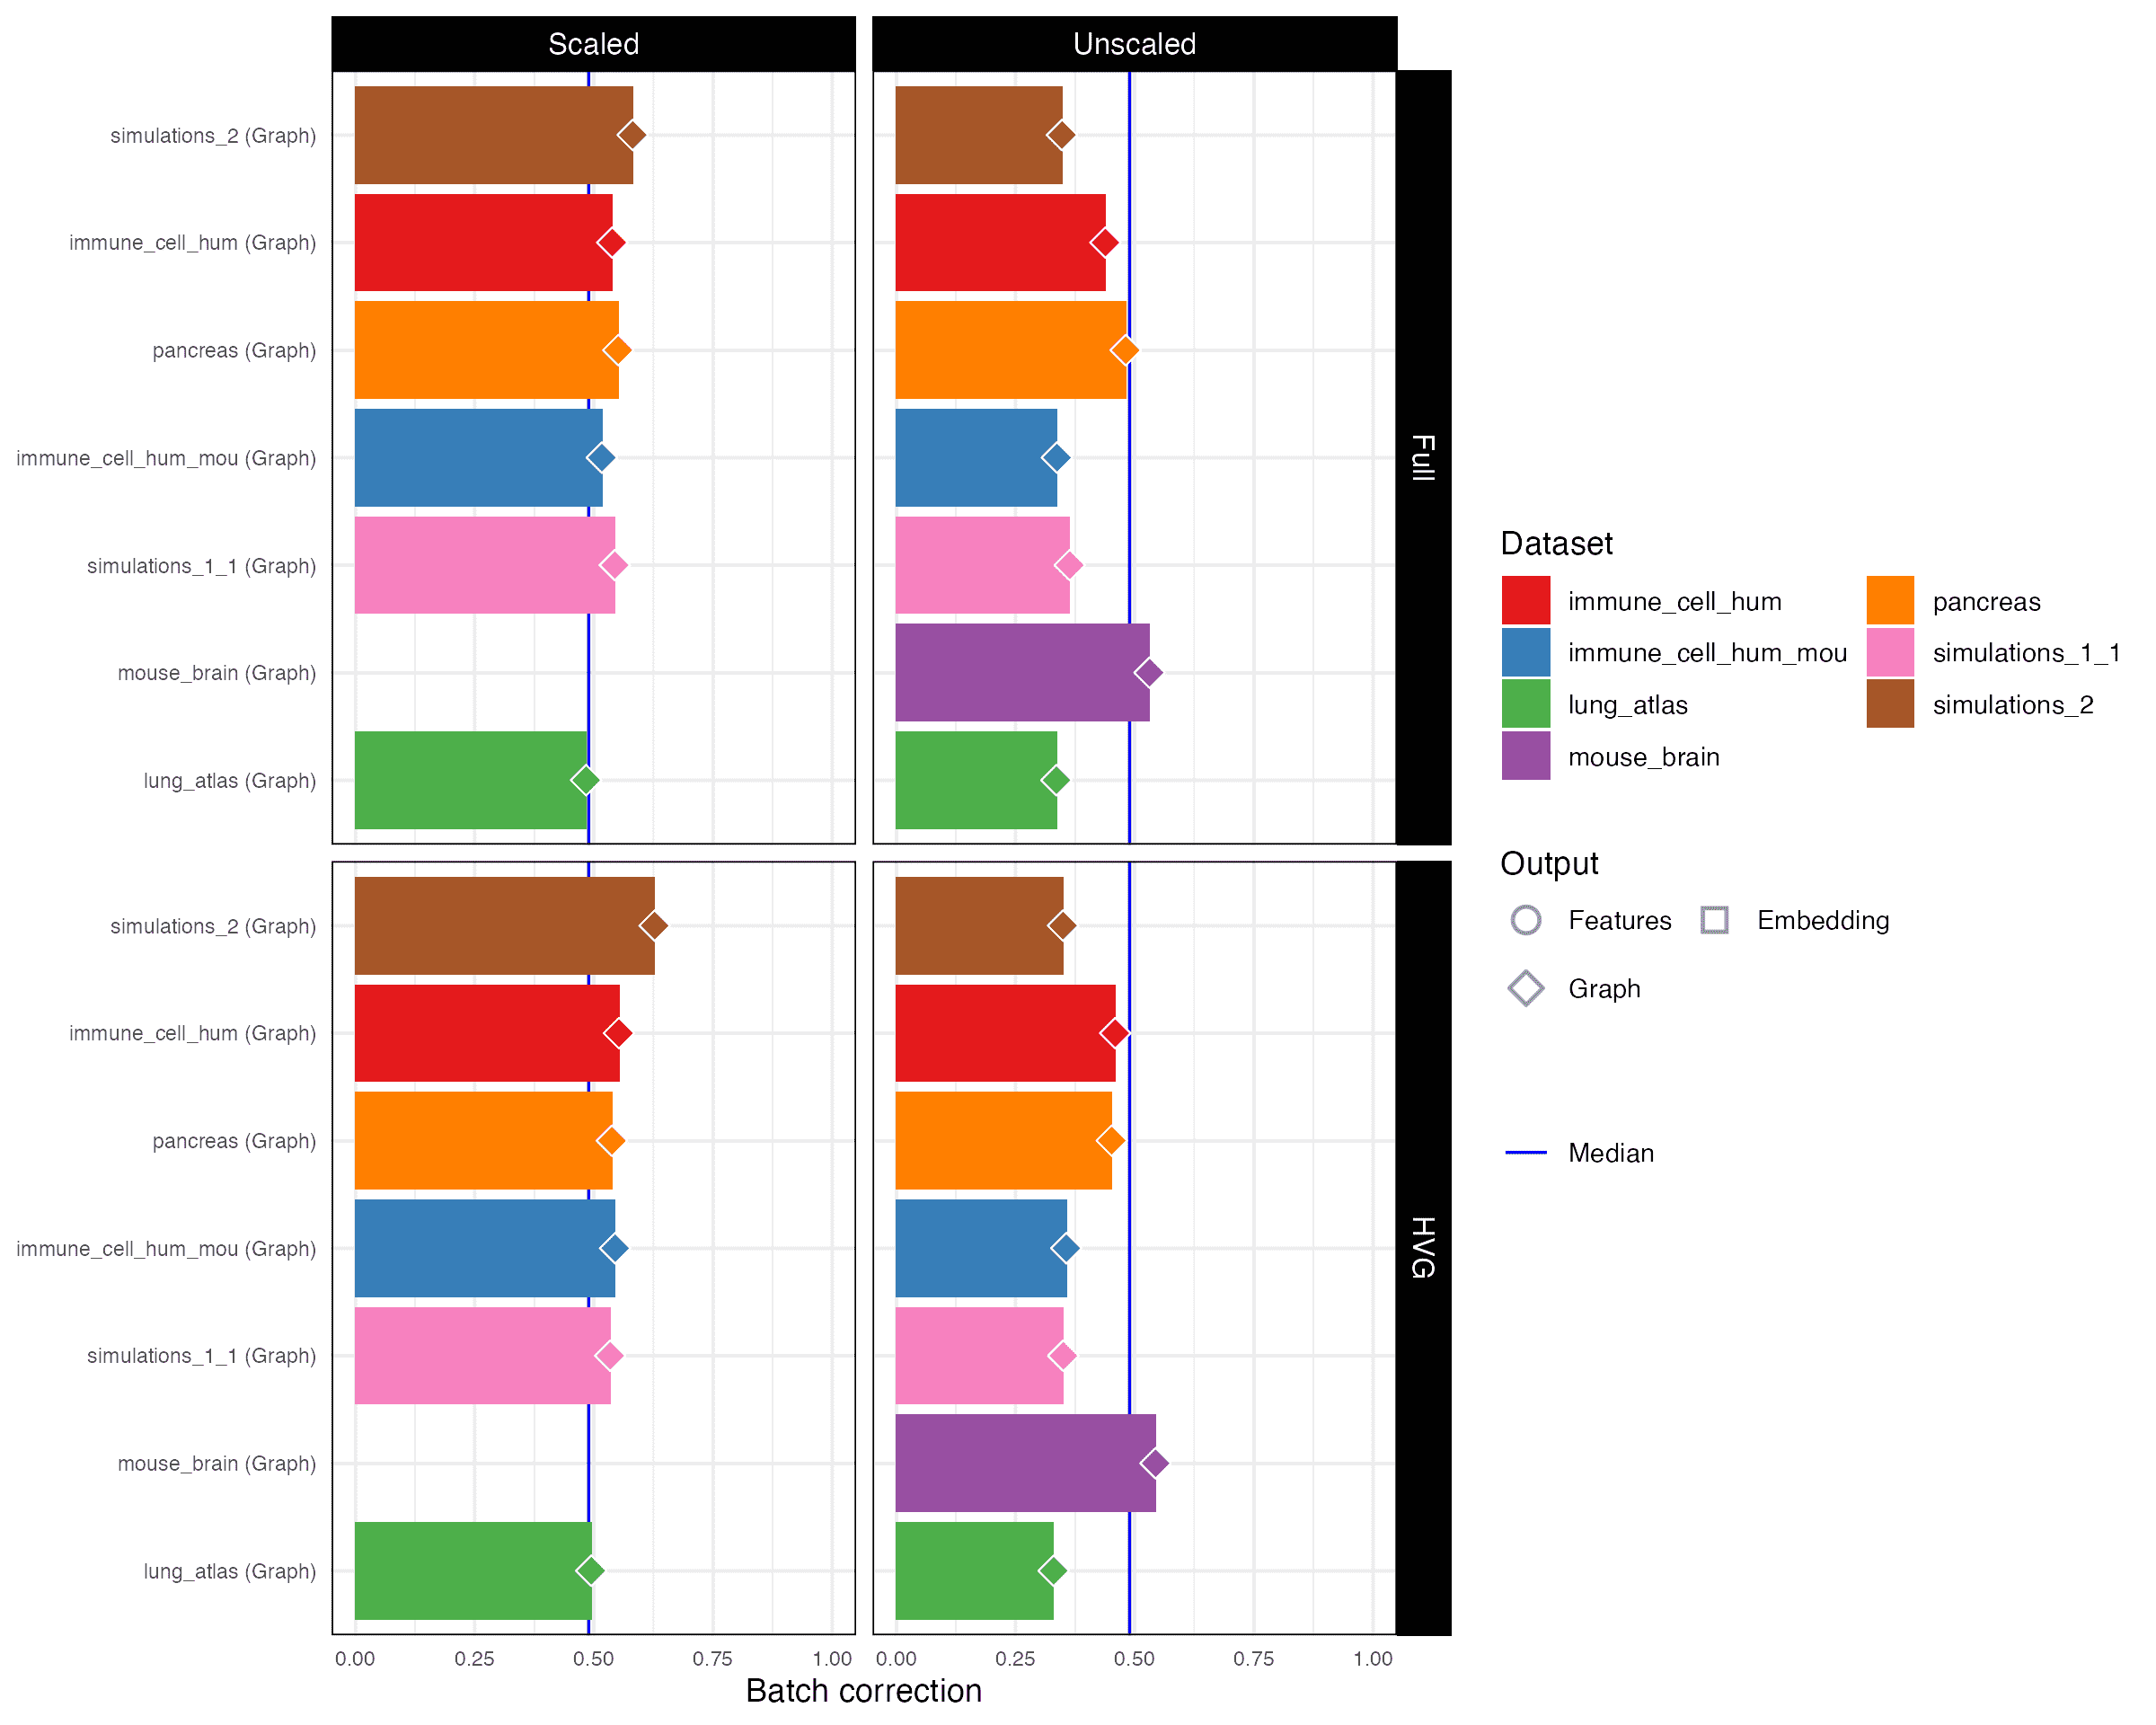 Scaled
Unscaled
simulations_2 (Graph)
immune_cell_hum (Graph)
pancreas (Graph)
immune_cell_hum_mou (Graph)
simulations_1_1 (Graph)
mouse_brain (Graph)
lung_atlas (Graph)
Full
simulations_2 (Graph)
immune_cell_hum (Graph)
pancreas (Graph)
immune_cell_hum_mou (Graph)
simulations_1_1 (Graph)
mouse_brain (Graph)
lung_atlas (Graph)
HVG
0.00 0.25 0.50 0.75 1.00
0.00 0.25 0.50 0.75 1.00
Batch correction
Dataset
immune_cell_hum
pancreas
immune_cell_hum_mou
simulations_1_1
lung_atlas
simulations_2
mouse_brain
Output
Features
Embedding
Graph
Median